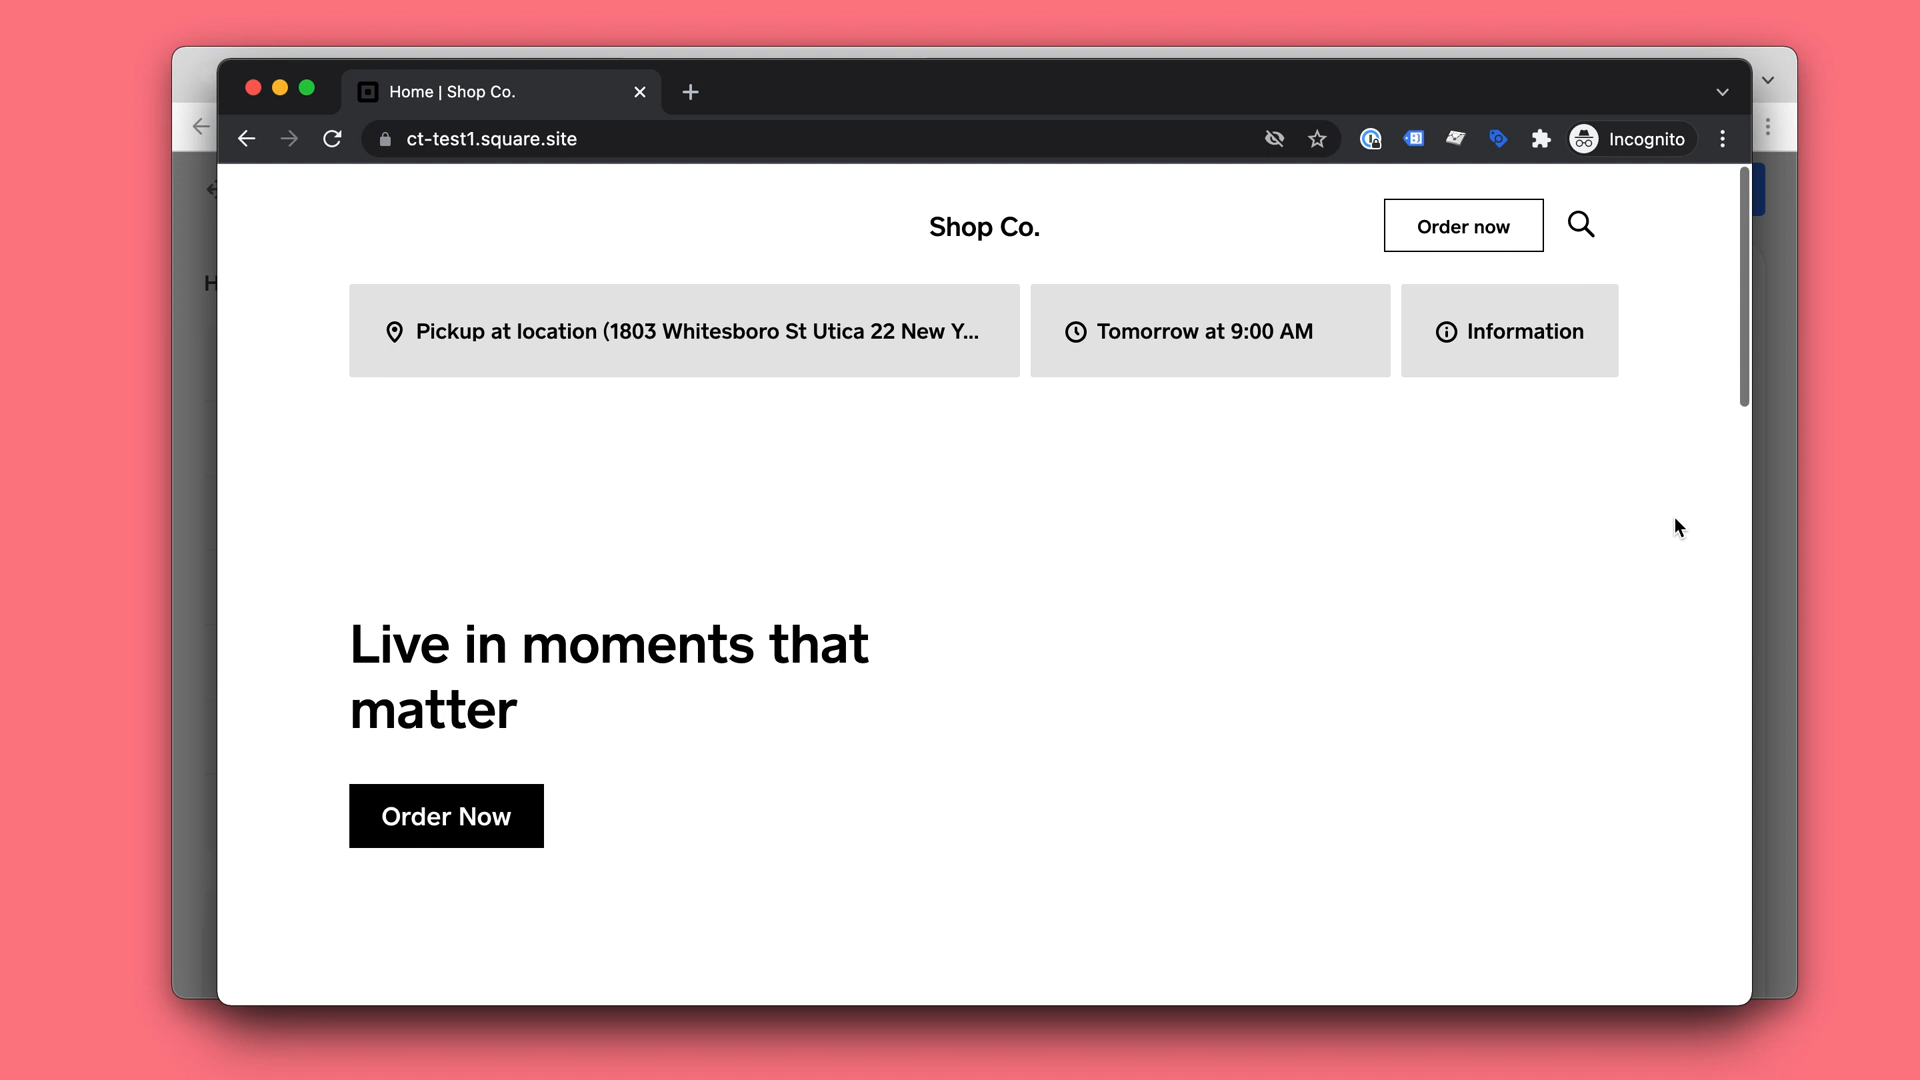 Home | Shop Co.
ct-test1.square.site
Incognito
Shop Co.
Order now
Pickup at location (1803 Whitesboro St Utica 22 New Y...
Tomorrow at 9:00 AM
Information
Live in moments that
matter
Order Now